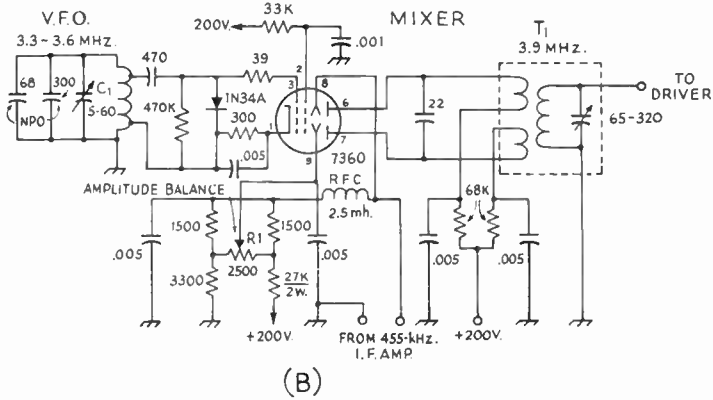 V.F.O.
3.3–3.6 MHz.
MIXER
33K
200V.
.001
T1
3.9 MHz.
68
300
NPO
C1
5-60
470
470K
39
IN34A
300
.005
2
3
8
1
6
7
9
7360
22
65-320
TO
DRIVER
AMPLITUDE BALANCE
R.F.C
2.5 mh.
68K
.005
1500
R1
2500
1500
3300
27K
2W.
.005
.005
.005
+200V.
FROM 455-kHz.
I.F. AMP.
+200V.
(B)